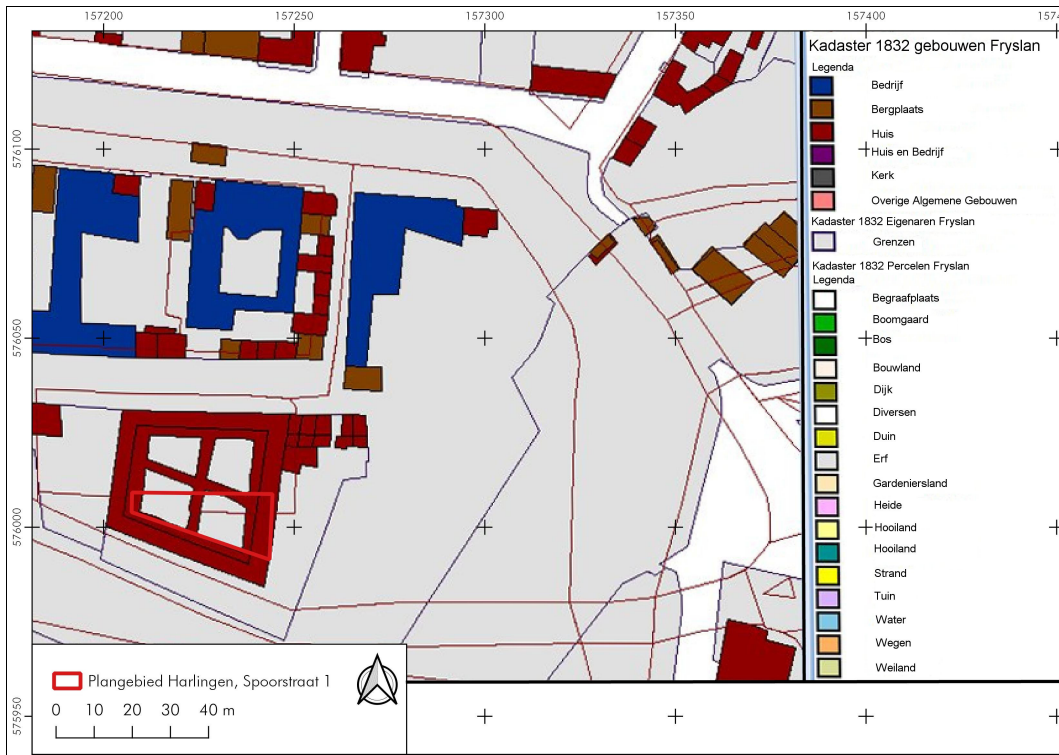 157200 157250 157300 157350 157400
576100
576050
576000
575950
Kadaster 1832 gebouwen Fryslan
Legenda
Bedrijf
Bergplaats
Huis
Huis en Bedrijf
Kerk
Overige Algemene Gebouwen
Kadaster 1832 Eigenaren Fryslan
Grenzen
Kadaster 1832 Percelen Fryslan
Legenda
Begraafplaats
Boomgaard
Bos
Bouwland
Dijk
Diversen
Duin
Erf
Gardeniersland
Heide
Hooiland
Hooiland
Strand
Tuin
Water
Wegen
Weiland
Plangebied Harlingen, Spoorstraat 1
0 10 20 30 40 m